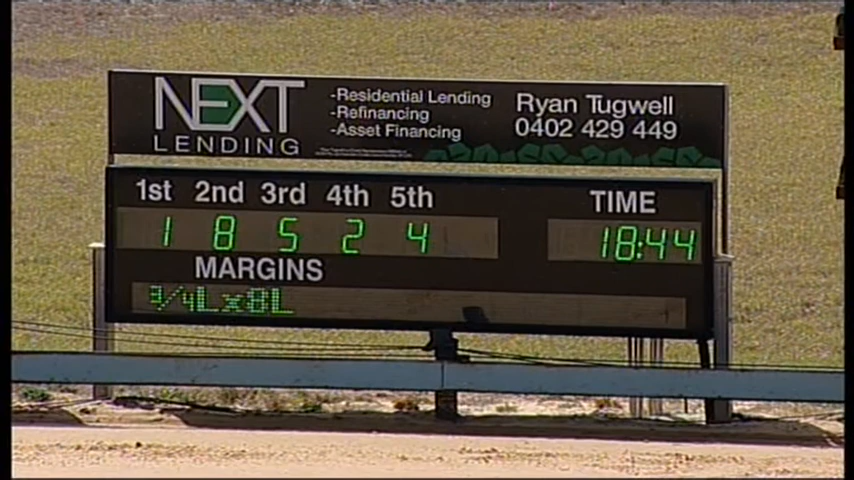 NEXT
LENDING
-Residential Lending
-Refinancing
-Asset Financing
Ryan Tugwell
0402 429 449
1st 2nd 3rd 4th 5th TIME
1 8 5 2 4 18:44
MARGINS
3/4Lx8L